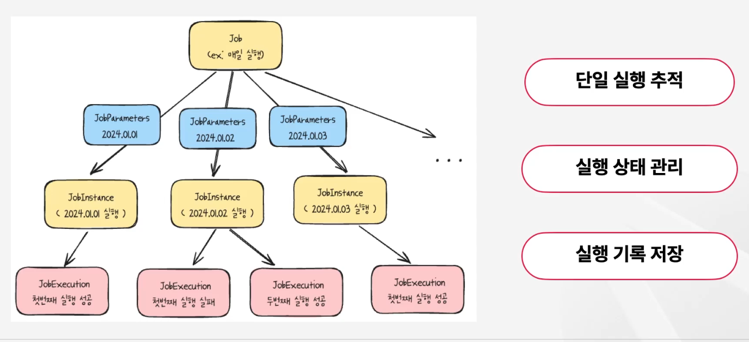 Job
(ex: 매일 실행)
JobParameters
2024.01.01
JobParameters
2024.01.02
JobParameters
2024.01.03
...
JobInstance
( 2024.01.01 실행 )
JobInstance
( 2024.01.02 실행 )
JobInstance
( 2024.01.03 실행 )
JobExecution
첫번째 실행 성공
JobExecution
첫번째 실행 실패
JobExecution
두번째 실행 성공
JobExecution
첫번째 실행 성공
단일 실행 추적
실행 상태 관리
실행 기록 저장